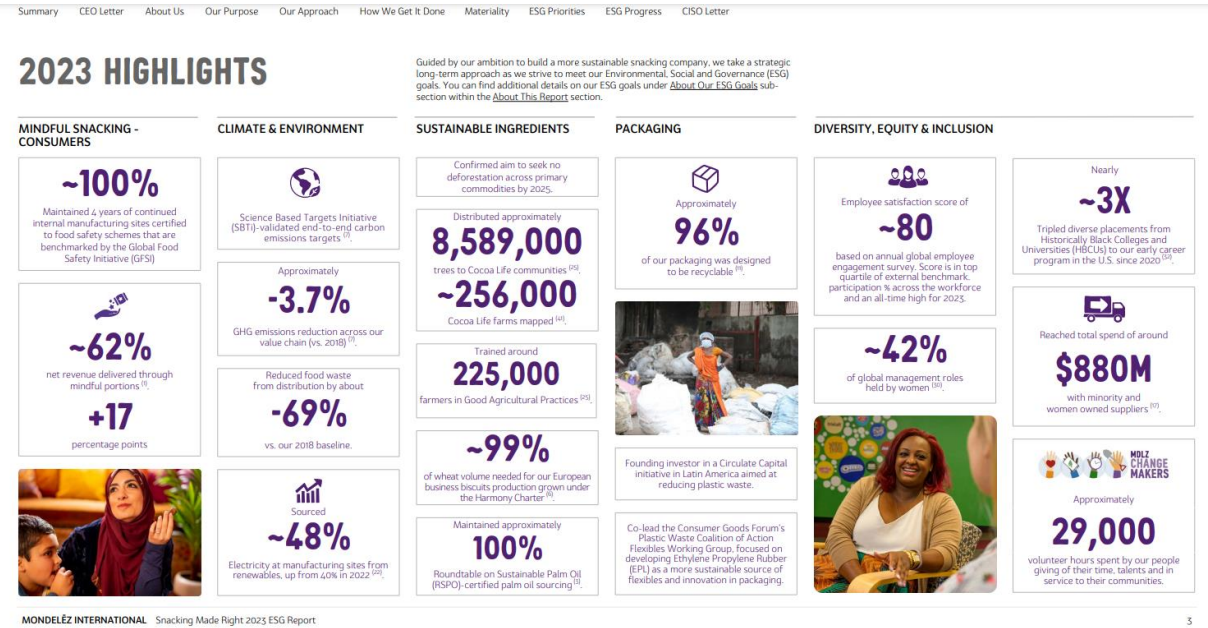 Summary CEO Letter About Us Our Purpose Our Approach How We Get It Done Materiality ESG Priorities ESG Progress CISO Letter
2023 HIGHLIGHTS
Guided by our ambition to build a more sustainable snacking company, we take a strategic
long-term approach as we strive to meet our Environmental, Social and Governance (ESG)
goals. You can find additional details on our ESG goals under About Our ESG Goals sub-
section within the About This Report section.
MINDFUL SNACKING -
CONSUMERS
~100%
Maintained 4 years of continued
internal manufacturing sites certified
to food safety schemes that are
benchmarked by the Global Food
Safety Initiative (GFSI)
~62%
net revenue delivered through
mindful portions (1).
+17
percentage points
CLIMATE & ENVIRONMENT
Science Based Targets Initiative
(SBTi)-validated end-to-end carbon
emissions targets (7).
Approximately
-3.7%
GHG emissions reduction across our
value chain (vs. 2018) (7).
Reduced food waste
from distribution by about
-69%
vs. our 2018 baseline.
Sourced
~48%
Electricity at manufacturing sites from
renewables, up from 40% in 2022 (22).
SUSTAINABLE INGREDIENTS
Confirmed aim to seek no
deforestation across primary
commodities by 2025.
Distributed approximately
8,589,000
trees to Cocoa Life communities (25).
~256,000
Cocoa Life farms mapped (41).
Trained around
225,000
farmers in Good Agricultural Practices (25).
~99%
of wheat volume needed for our European
business biscuits production grown under
the Harmony Charter
Maintained approximately
100%
Roundtable on Sustainable Palm Oil
(RSPO)-certified palm oil sourcing
PACKAGING
Approximately
96%
of our packaging was designed
to be recyclable (11).
Founding investor in a Circulate Capital
initiative in Latin America aimed at
reducing plastic waste.
Co-lead the Consumer Goods Forum's
Plastic Waste Coalition of Action
Flexibles Working Group, focused on
developing Ethylene Propylene Rubber
(EPL) as a more sustainable source of
flexibles and innovation in packaging.
DIVERSITY, EQUITY & INCLUSION
Employee satisfaction score of
~80
based on annual global employee
engagement survey. Score is in top
quartile of external benchmark,
participation % across the workforce
and an all-time high for 2023.
~42%
of global management roles
held by women
Nearly
~3X
Tripled diverse placements from
Historically Black Colleges and
Universities (HBCUs) to our early career
program in the U.S. since 2020
Reached total spend of around
$880M
with minority and
women owned suppliers
MDLZ
CHANGE
MAKERS
Approximately
29,000
volunteer hours spent by our people
giving of their time, talents and in
service to their communities.
MONDELĒZ INTERNATIONAL Snacking Made Right 2023 ESG Report
3